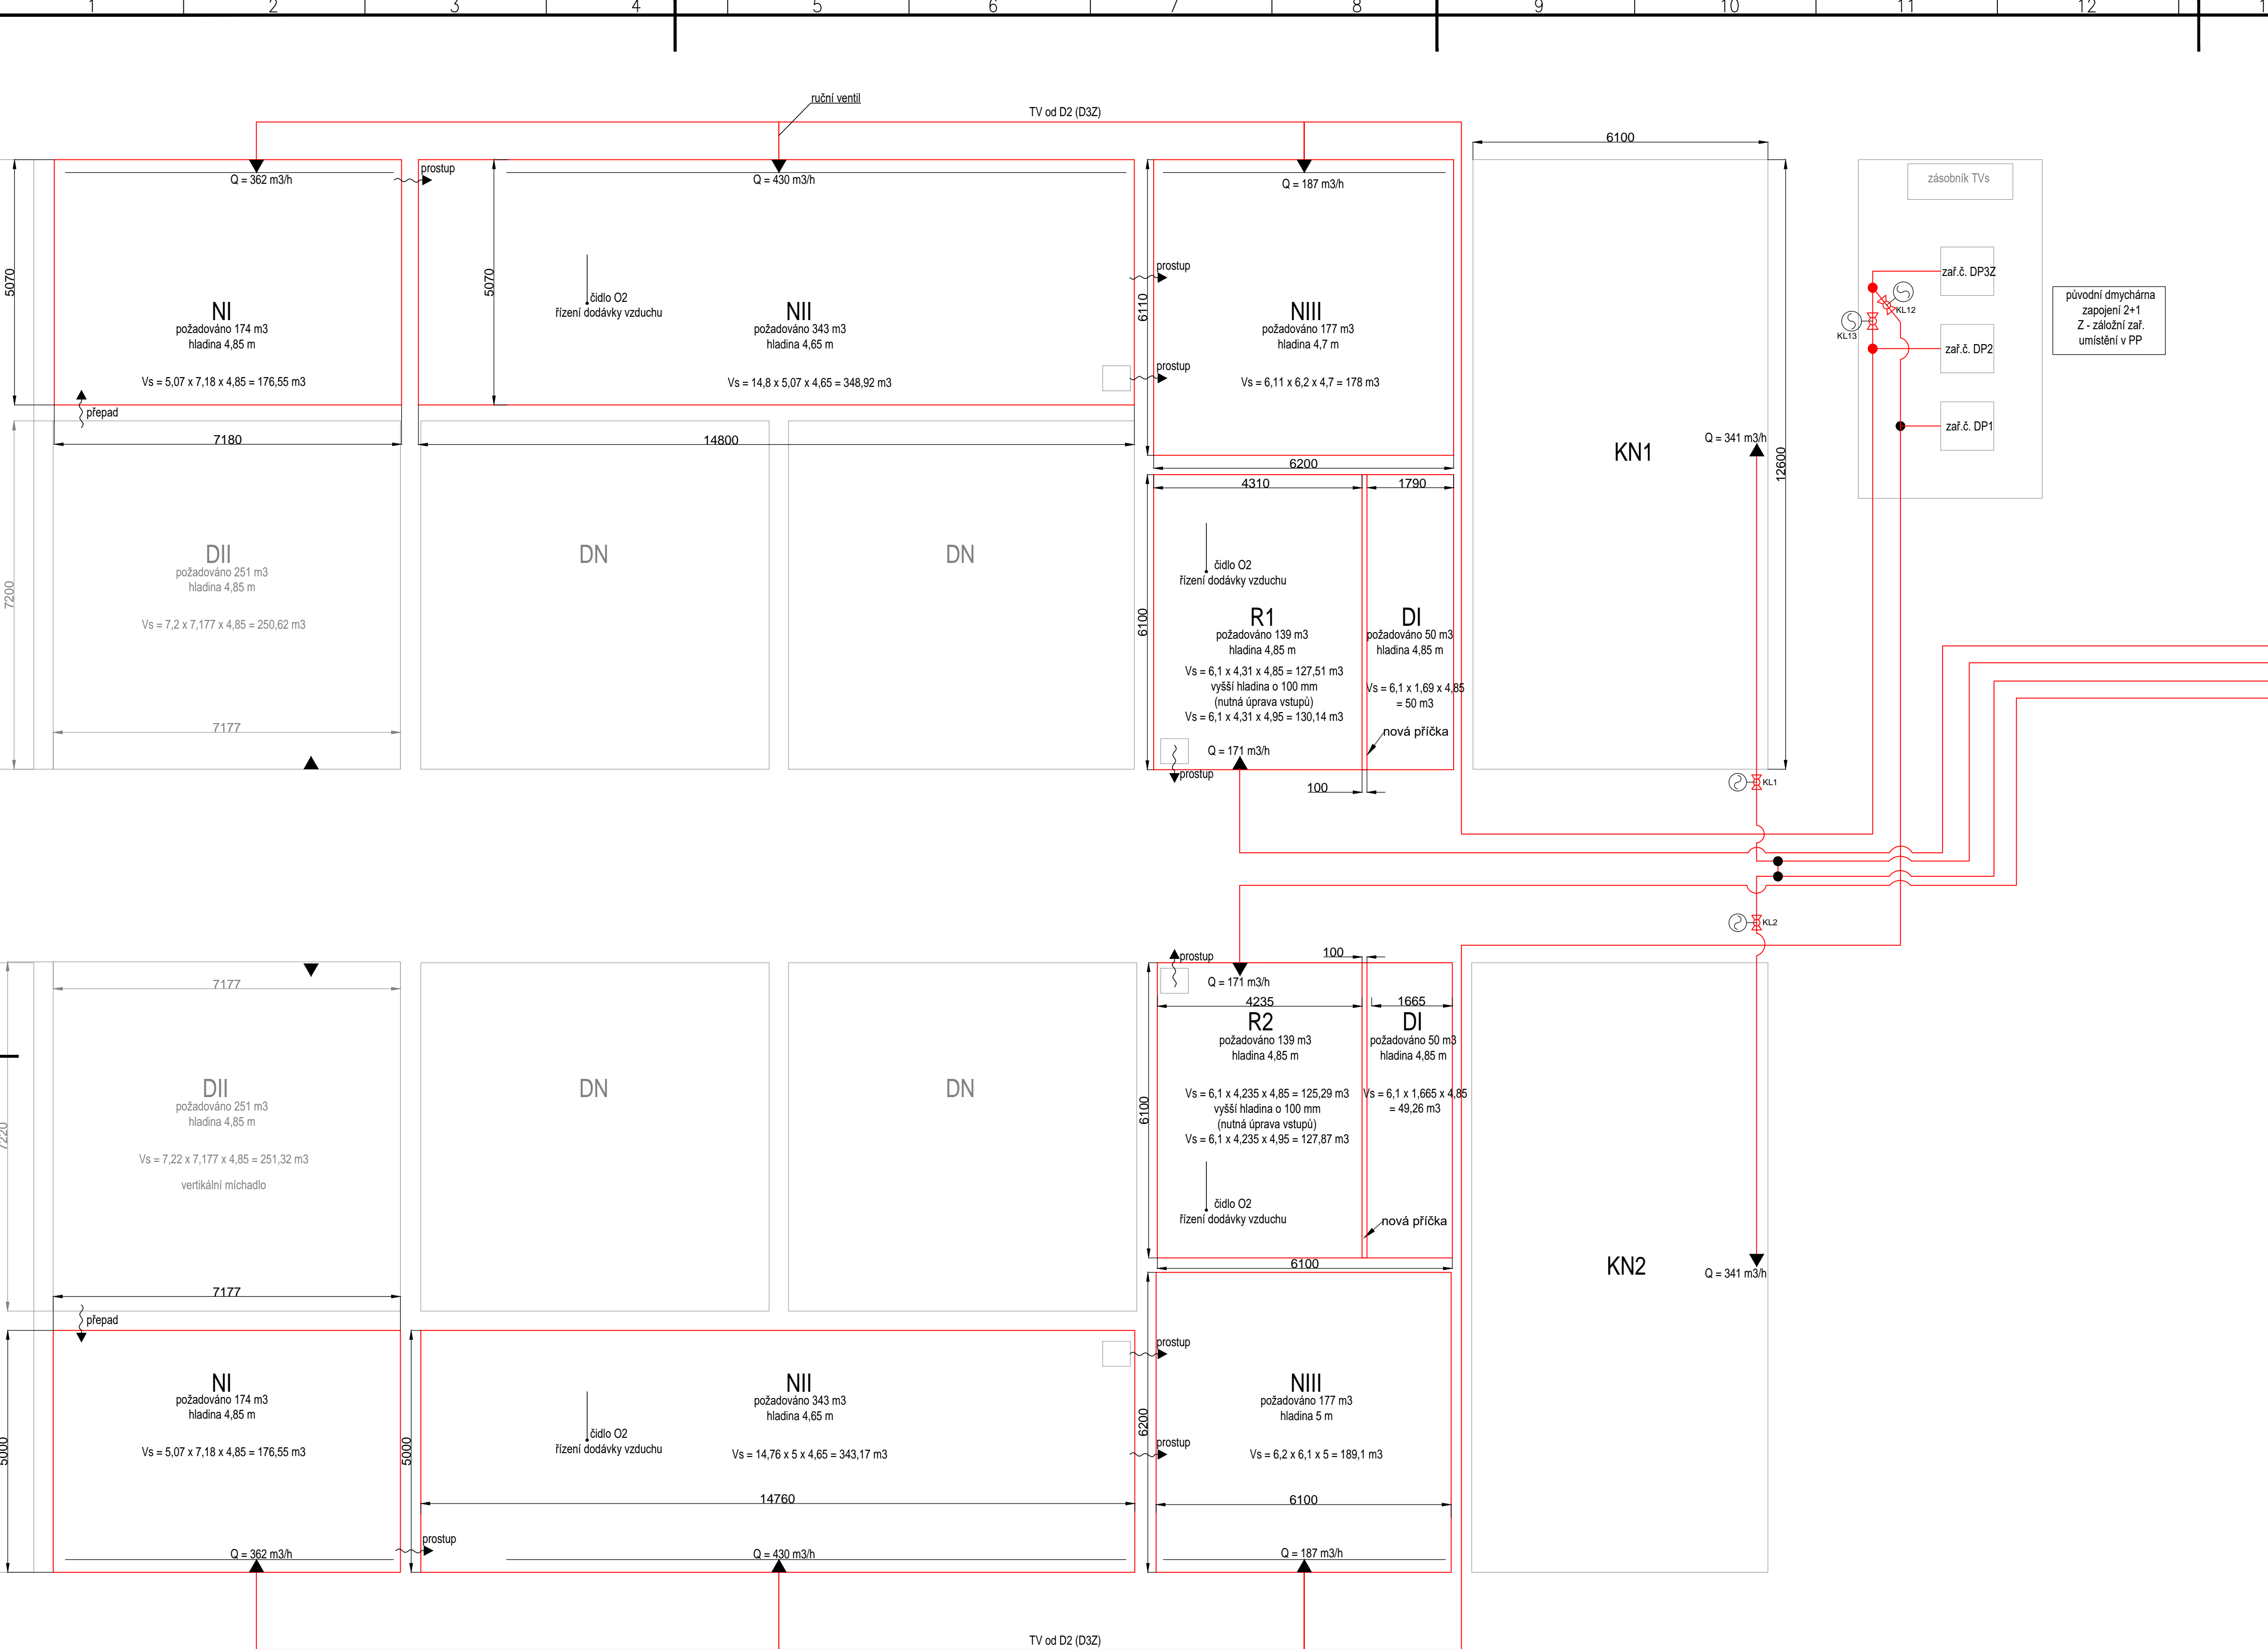 1 2 3 4 5 6 7 8 9 10 11 12
ruční ventil
TV od D2 (D3Z)
6100
Q = 362 m3/h
prostup
Q = 430 m3/h
Q = 187 m3/h
zásobník TVs
5070
5070
6110
12600
NI
požadováno 174 m3
hladina 4,85 m
Vs = 5,07 x 7,18 x 4,85 = 176,55 m3
přepad
7180
čidlo O2
řízení dodávky vzduchu
NII
požadováno 343 m3
hladina 4,65 m
Vs = 14,8 x 5,07 x 4,65 = 348,92 m3
14800
prostup
prostup
NIII
požadováno 177 m3
hladina 4,7 m
Vs = 6,11 x 6,2 x 4,7 = 178 m3
6200
KN1
Q = 341 m3/h
zař.č. DP3Z
KL12
KL13
zař.č. DP2
zař.č. DP1
původní dmychárna
zapojení 2+1
Z - záložní zař.
umístění v PP
7200
DII
požadováno 251 m3
hladina 4,85 m
Vs = 7,2 x 7,177 x 4,85 = 250,62 m3
7177
DN
DN
4310
1790
6100
čidlo O2
řízení dodávky vzduchu
R1
požadováno 139 m3
hladina 4,85 m
Vs = 6,1 x 4,31 x 4,85 = 127,51 m3
vyšší hladina o 100 mm
(nutná úprava vstupů)
Vs = 6,1 x 4,31 x 4,95 = 130,14 m3
Q = 171 m3/h
prostup
DI
požadováno 50 m3
hladina 4,85 m
Vs = 6,1 x 1,69 x 4,85
= 50 m3
nová příčka
100
KL1
KL2
7177
7220
DII
požadováno 251 m3
hladina 4,85 m
Vs = 7,22 x 7,177 x 4,85 = 251,32 m3
vertikální míchadlo
7177
přepad
DN
DN
prostup
100
Q = 171 m3/h
4235
1665
6100
R2
požadováno 139 m3
hladina 4,85 m
Vs = 6,1 x 4,235 x 4,85 = 125,29 m3
vyšší hladina o 100 mm
(nutná úprava vstupů)
Vs = 6,1 x 4,235 x 4,95 = 127,87 m3
čidlo O2
řízení dodávky vzduchu
DI
požadováno 50 m3
hladina 4,85 m
Vs = 6,1 x 1,665 x 4,85
= 49,26 m3
nová příčka
6100
KN2
Q = 341 m3/h
5000
NI
požadováno 174 m3
hladina 4,85 m
Vs = 5,07 x 7,18 x 4,85 = 176,55 m3
Q = 362 m3/h
prostup
5000
čidlo O2
řízení dodávky vzduchu
NII
požadováno 343 m3
hladina 4,65 m
Vs = 14,76 x 5 x 4,65 = 343,17 m3
14760
Q = 430 m3/h
prostup
prostup
6200
NIII
požadováno 177 m3
hladina 5 m
Vs = 6,2 x 6,1 x 5 = 189,1 m3
6100
Q = 187 m3/h
TV od D2 (D3Z)